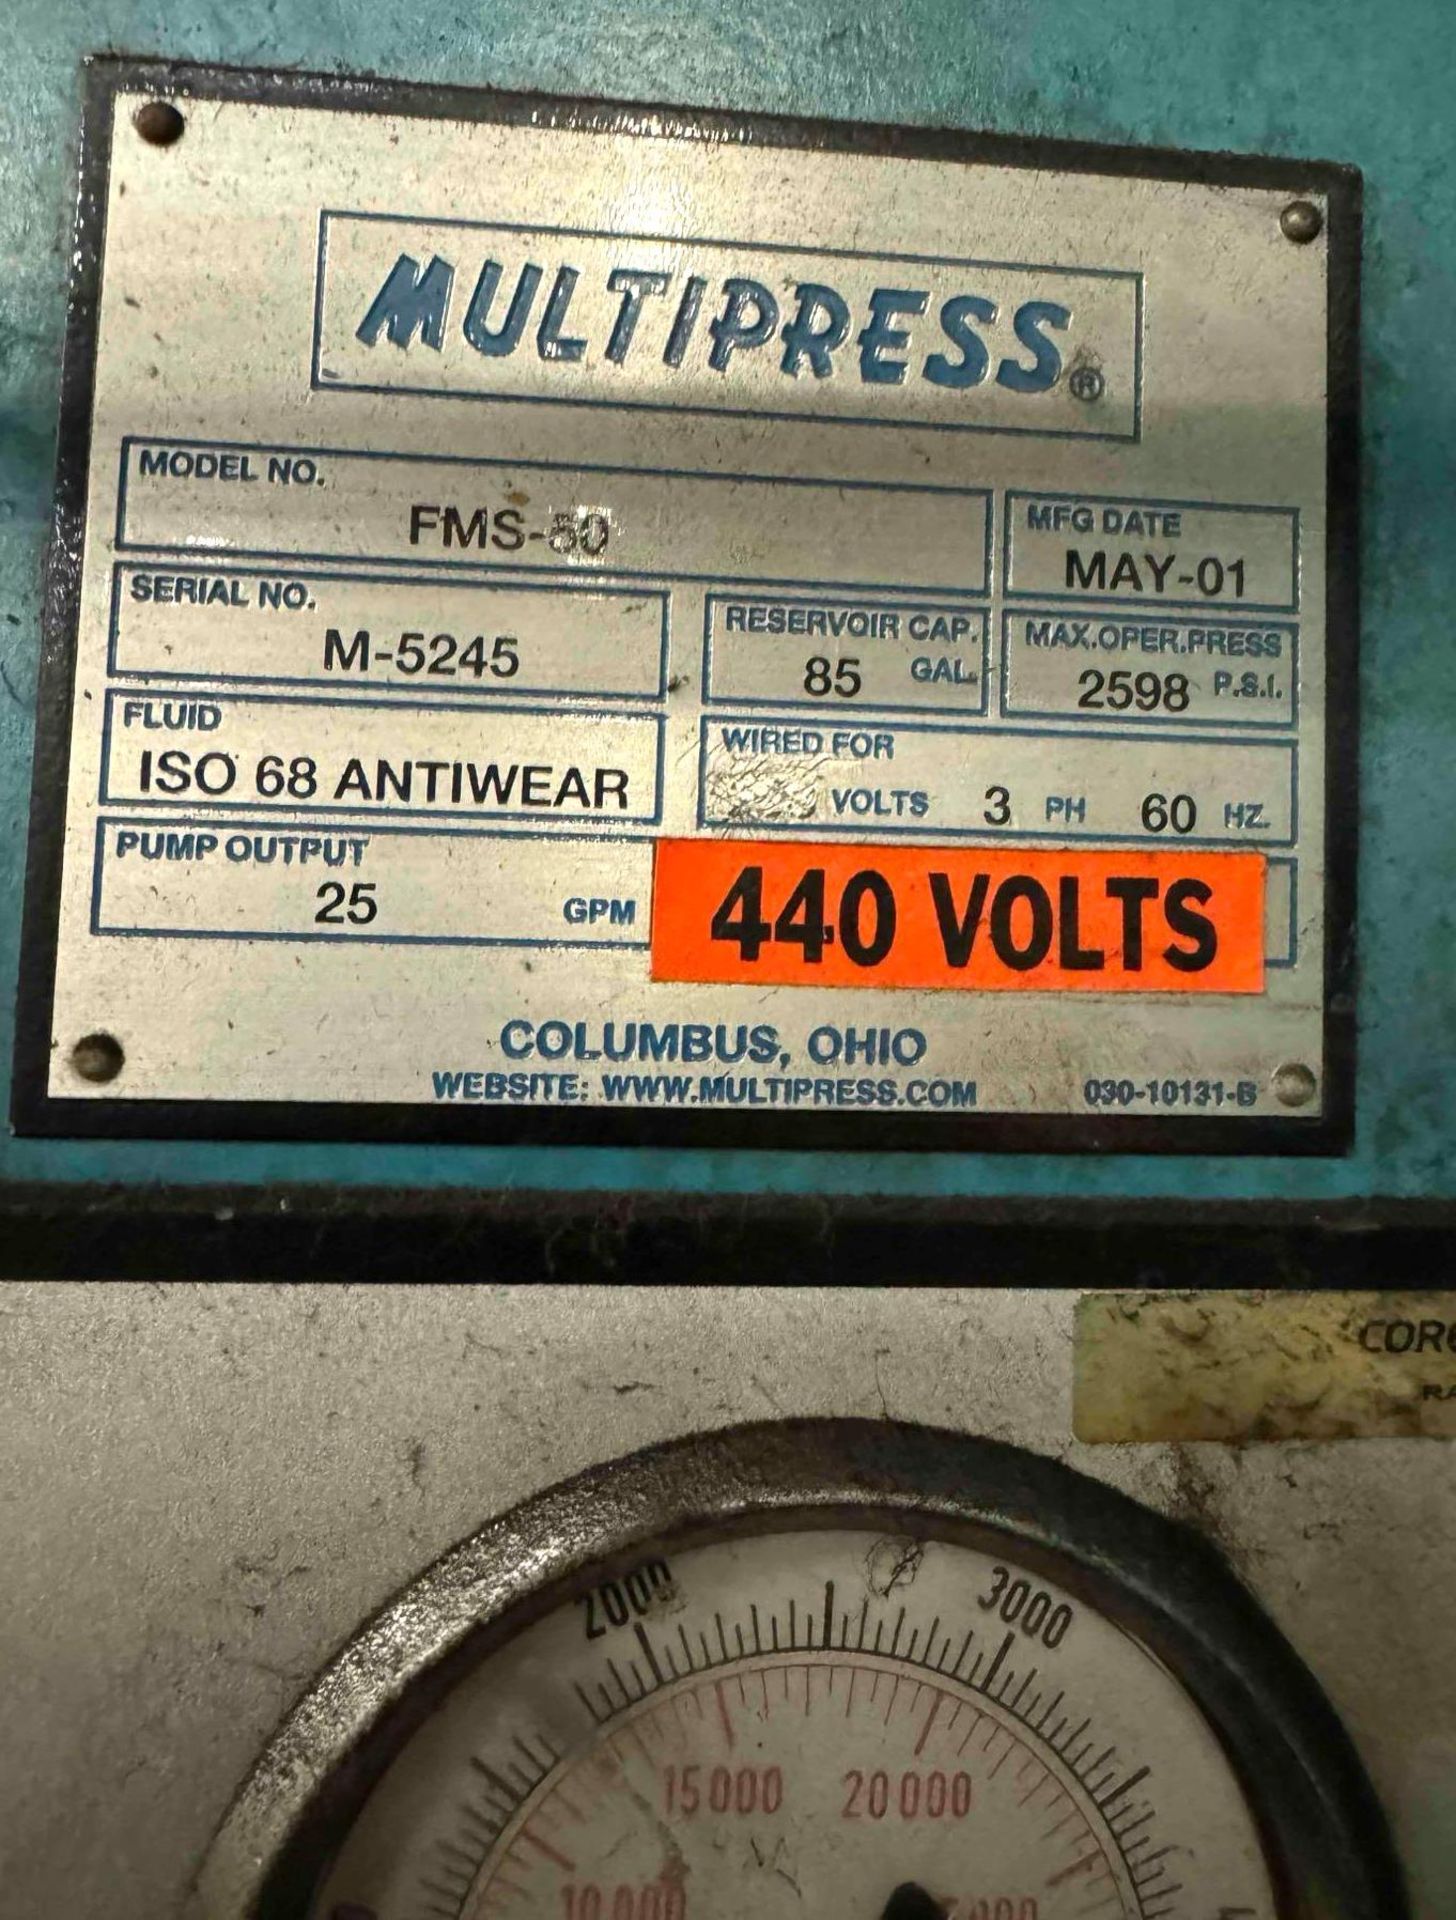 MULTIPRESS®
MODEL NO.
FMS-50
MFG DATE
MAY-01
SERIAL NO.
M-5245
RESERVOIR CAP.
85 GAL.
MAX.OPER.PRESS
2598 P.S.I.
FLUID
ISO 68 ANTIWEAR
WIRED FOR
VOLTS 3 PH 60 HZ.
PUMP OUTPUT
25 GPM
440 VOLTS
COLUMBUS, OHIO
WEBSITE: WWW.MULTIPRESS.COM
030-10131-B
2000
3000
15000
20000
10000